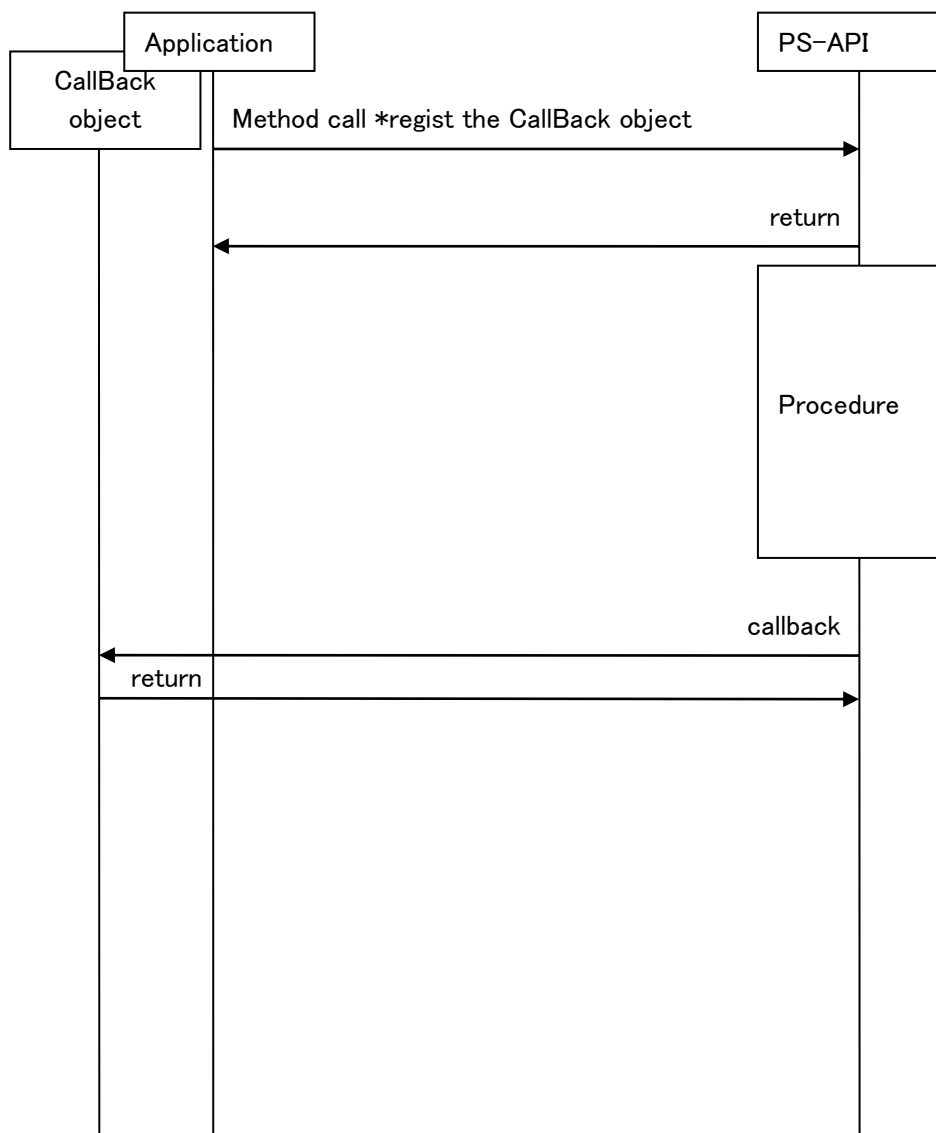 Application
PS-API
CallBack
object
Method call *regist the CallBack object
return
Procedure
callback
return